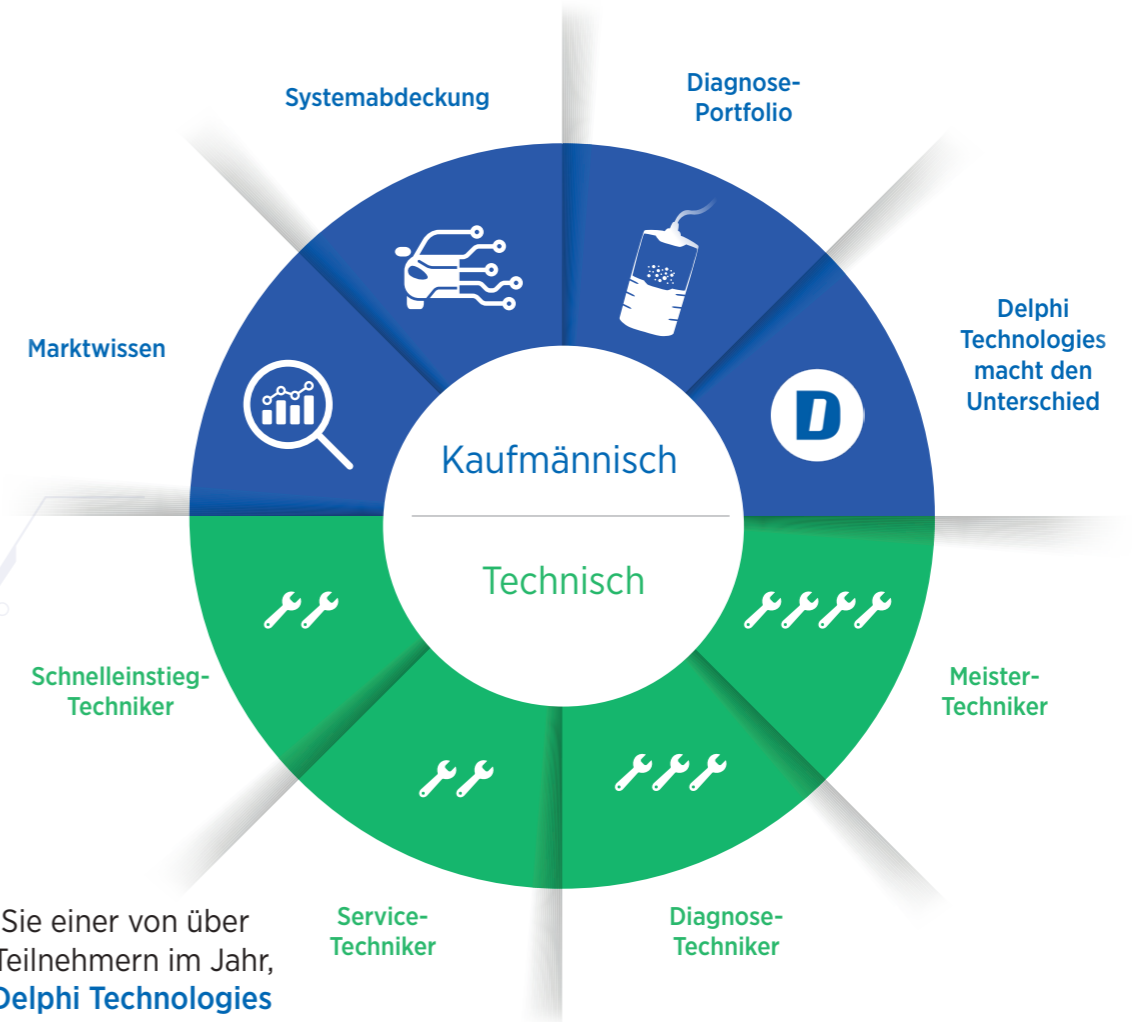 Systemabdeckung
Diagnose-
Portfolio
Marktwissen
Delphi
Technologies
macht den
Unterschied
D
Kaufmännisch
Technisch
Schnelleinstieg-
Techniker
Meister-
Techniker
Service-
Techniker
Diagnose-
Techniker
Sie einer von über
Teilnehmern im Jahr,
Delphi Technologies